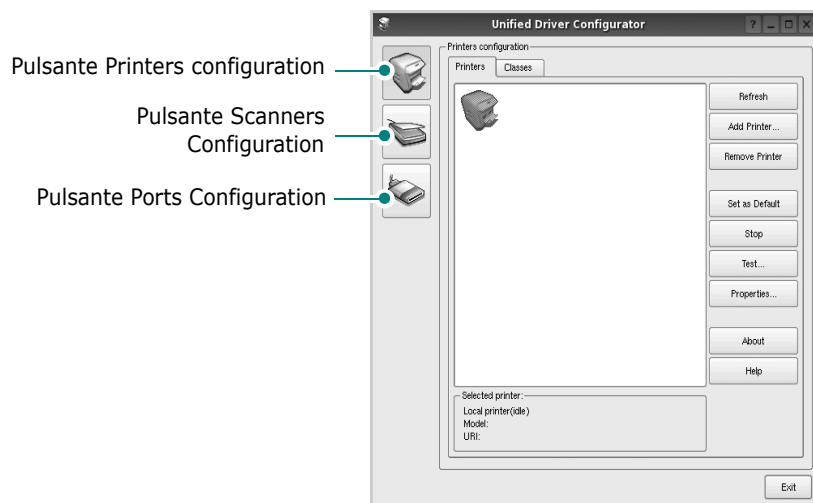 Unified Driver Configurator
Pulsante Printers configuration
Pulsante Scanners
Configuration
Pulsante Ports Configuration
Printers configuration
Printers
Classes
Refresh
Add Printer...
Remove Printer
Set as Default
Stop
Test...
Properties...
About
Help
Selected printer:
Local printer(idle)
Model:
URI:
Exit